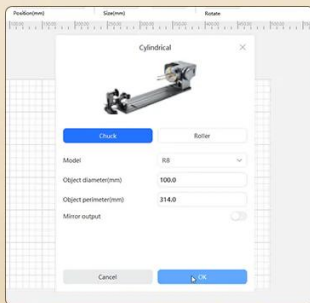 Position(mm) Size(mm) Rotate
Cylindrical
Chuck Roller
Model R8
Object diameter(mm) 100.0
Object perimeter(mm) 314.0
Mirror output
Cancel OK